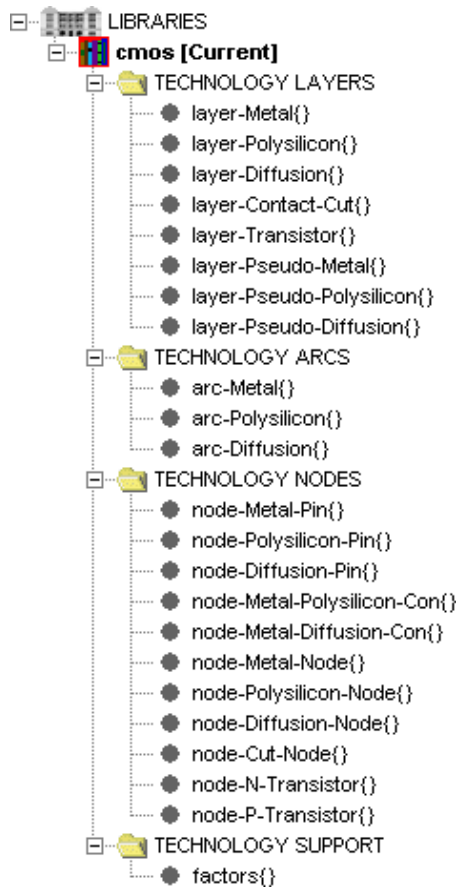 LIBRARIES
cmos [Current]
TECHNOLOGY LAYERS
layer-Metal{}
layer-Polysilicon{}
layer-Diffusion{}
layer-Contact-Cut{}
layer-Transistor{}
layer-Pseudo-Metal{}
layer-Pseudo-Polysilicon{}
layer-Pseudo-Diffusion{}
TECHNOLOGY ARCS
arc-Metal{}
arc-Polysilicon{}
arc-Diffusion{}
TECHNOLOGY NODES
node-Metal-Pin{}
node-Polysilicon-Pin{}
node-Diffusion-Pin{}
node-Metal-Polysilicon-Con{}
node-Metal-Diffusion-Con{}
node-Metal-Node{}
node-Polysilicon-Node{}
node-Diffusion-Node{}
node-Cut-Node{}
node-N-Transistor{}
node-P-Transistor{}
TECHNOLOGY SUPPORT
factors{}